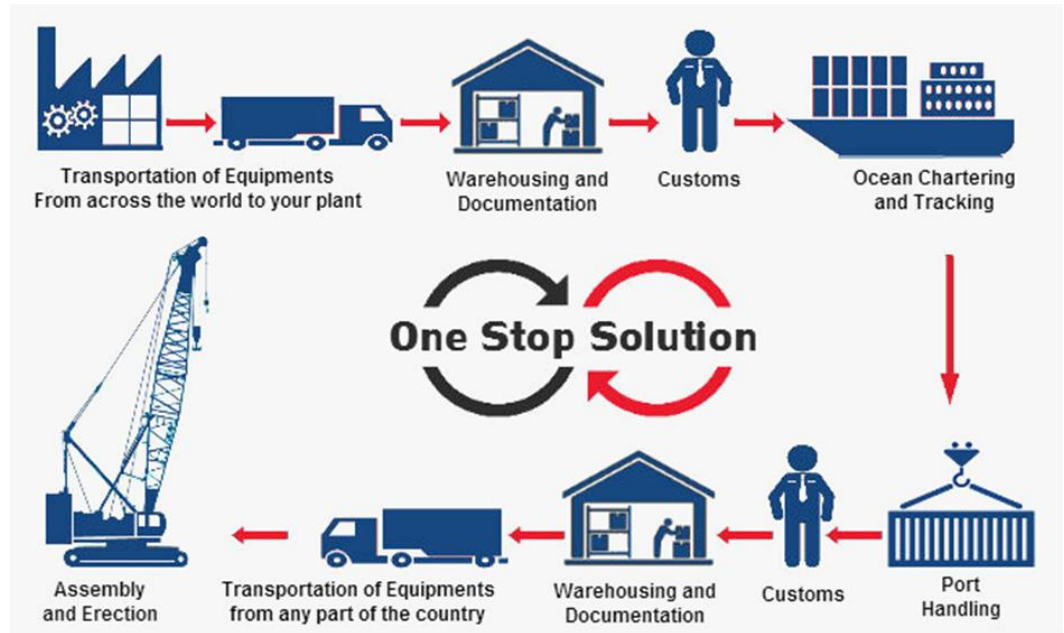 Transportation of Equipments
From across the world to your plant
Warehousing and
Documentation
Customs
Ocean Chartering
and Tracking
One Stop Solution
Assembly
and Erection
Transportation of Equipments
from any part of the country
Warehousing and
Documentation
Customs
Port
Handling